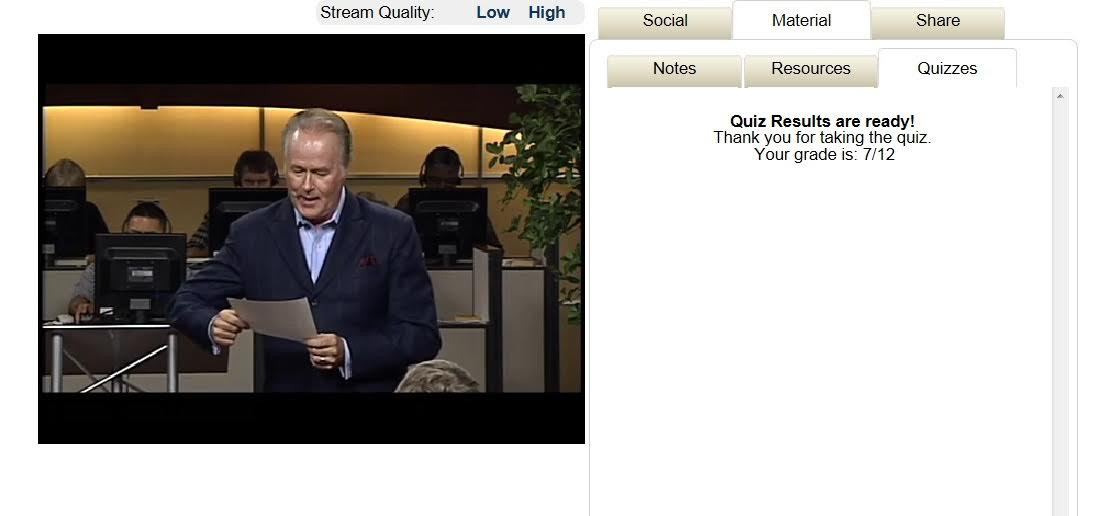 Stream Quality: Low High
Social Material Share
Notes Resources Quizzes
Quiz Results are ready!
Thank you for taking the quiz.
Your grade is: 7/12